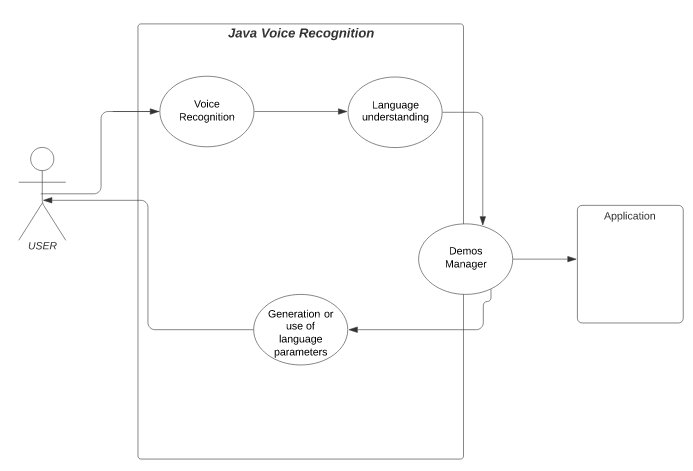 Java Voice Recognition
Voice
Recognition
Language
understanding
USER
Demos
Manager
Application
Generation or
use of
language
parameters